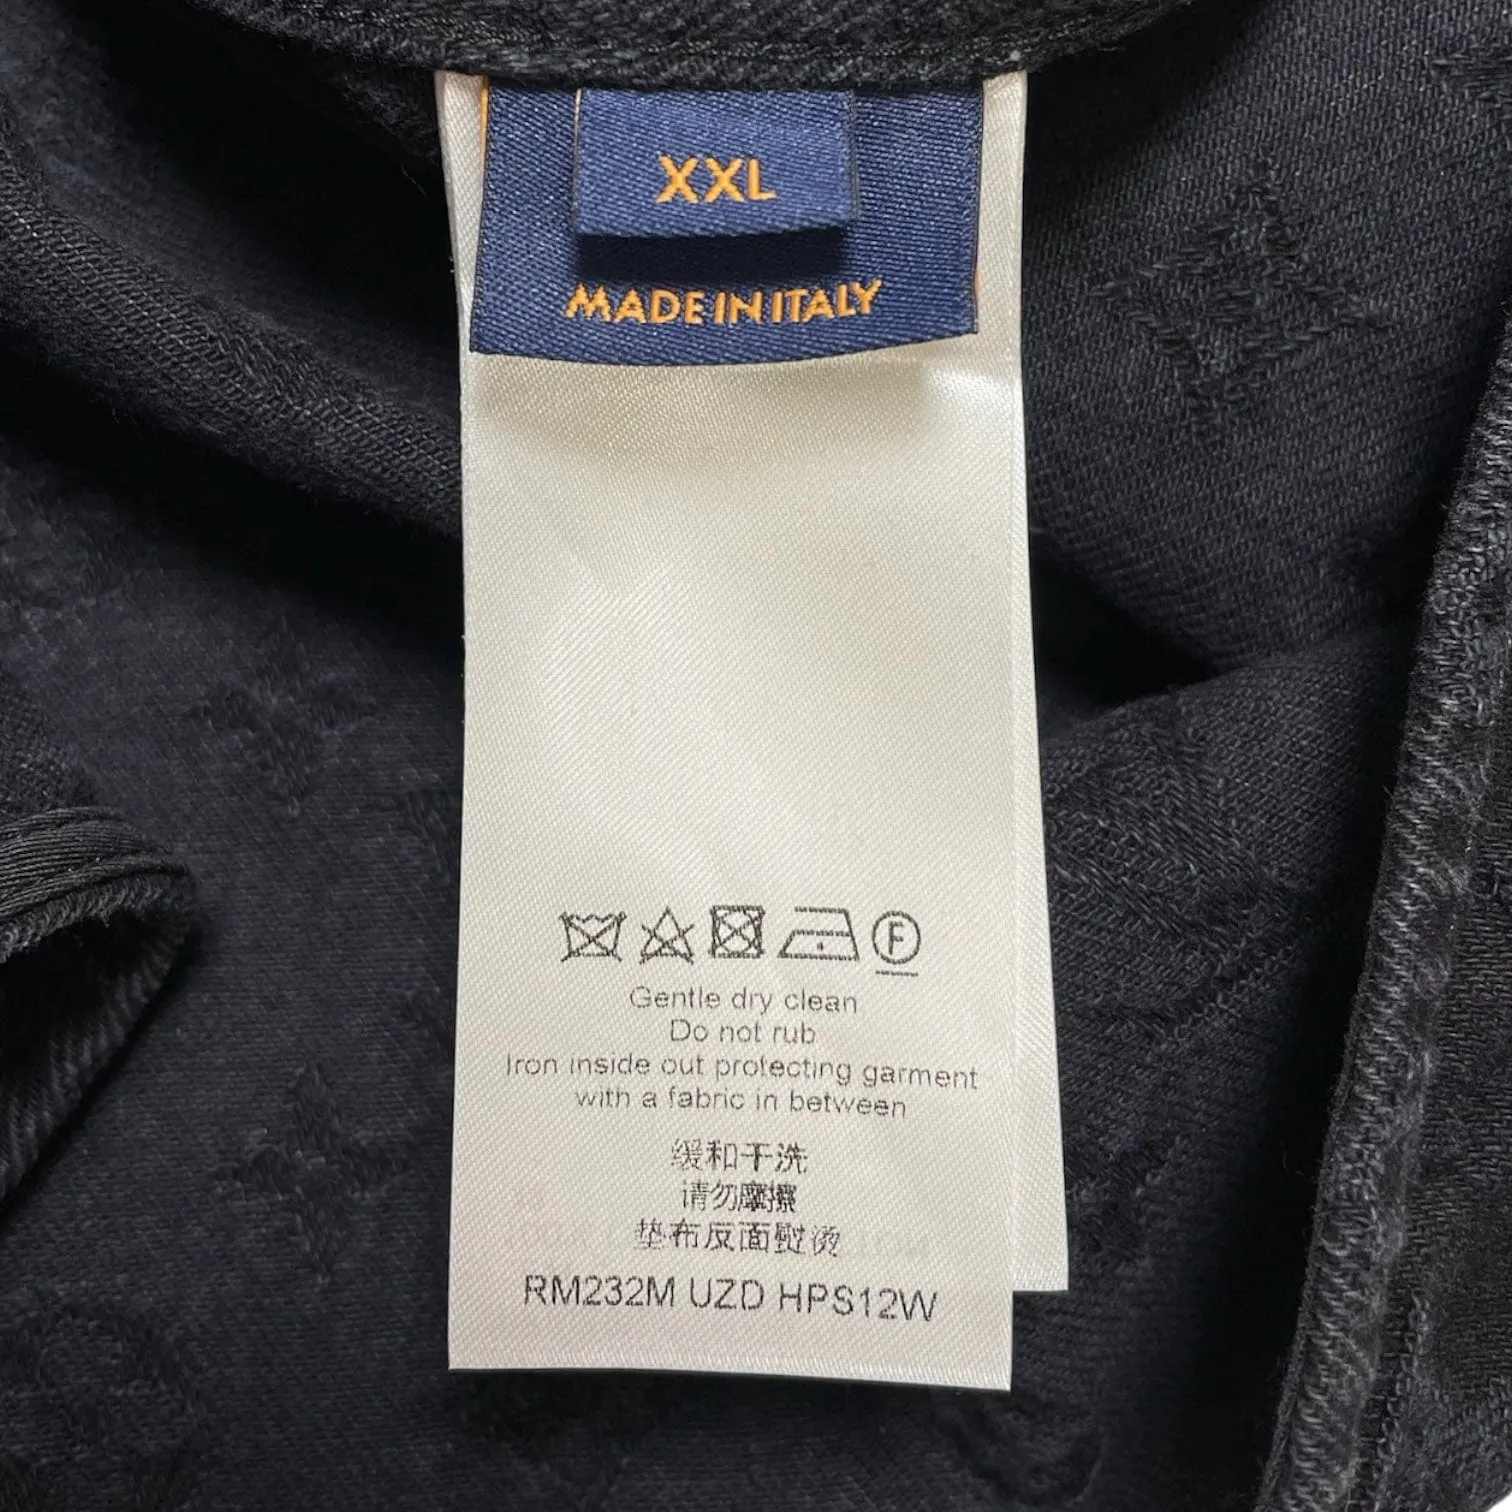 XXL
MADE IN ITALY
F
Gentle dry clean
Do not rub
Iron inside out protecting garment
with a fabric in between
缓和干洗
请勿摩擦
垫布反面熨烫
RM232M UZD HPS12W